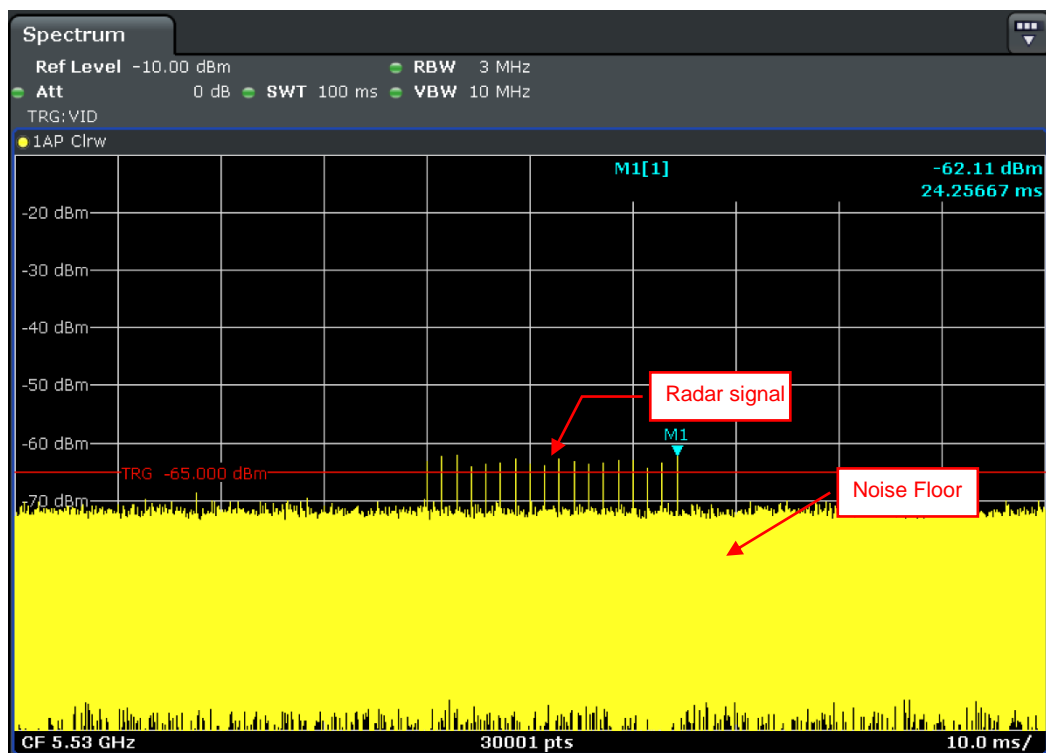 Spectrum
Ref Level -10.00 dBm RBW 3 MHz
Att 0 dB SWT 100 ms VBW 10 MHz
TRG:VID
1AP Clrw
M1[1] -62.11 dBm
24.25667 ms
-20 dBm
-30 dBm
-40 dBm
-50 dBm
Radar signal
-60 dBm
M1
TRG -65.000 dBm
-70 dBm
Noise Floor
CF 5.53 GHz 30001 pts 10.0 ms/